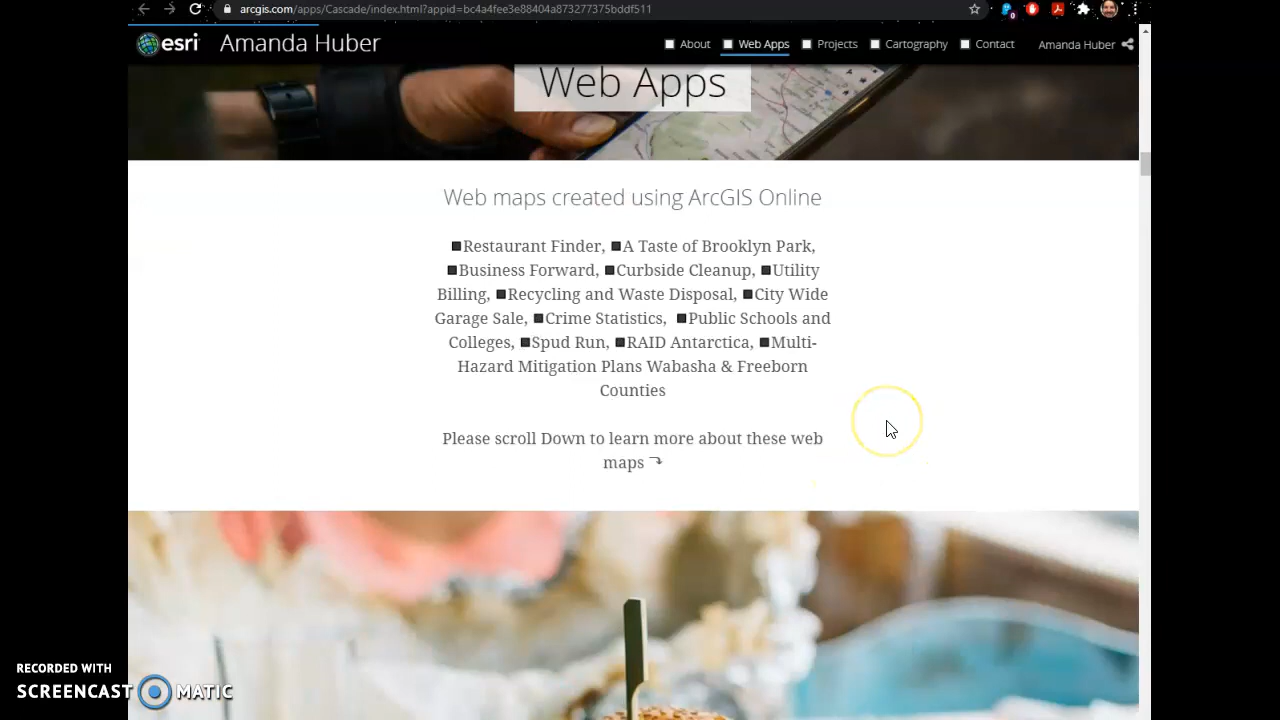 arcgis.com/apps/Cascade/index.html?appid=bc4a4fee3e88404a873277375bddf511
esri Amanda Huber
About Web Apps Projects Cartography Contact Amanda Huber
Web Apps
Web maps created using ArcGIS Online
Restaurant Finder, A Taste of Brooklyn Park,
Business Forward, Curbside Cleanup, Utility
Billing, Recycling and Waste Disposal, City Wide
Garage Sale, Crime Statistics, Public Schools and
Colleges, Spud Run, RAID Antarctica, Multi-
Hazard Mitigation Plans Wabasha & Freeborn
Counties
Please scroll Down to learn more about these web
maps ⤵
RECORDED WITH
SCREENCAST MATIC